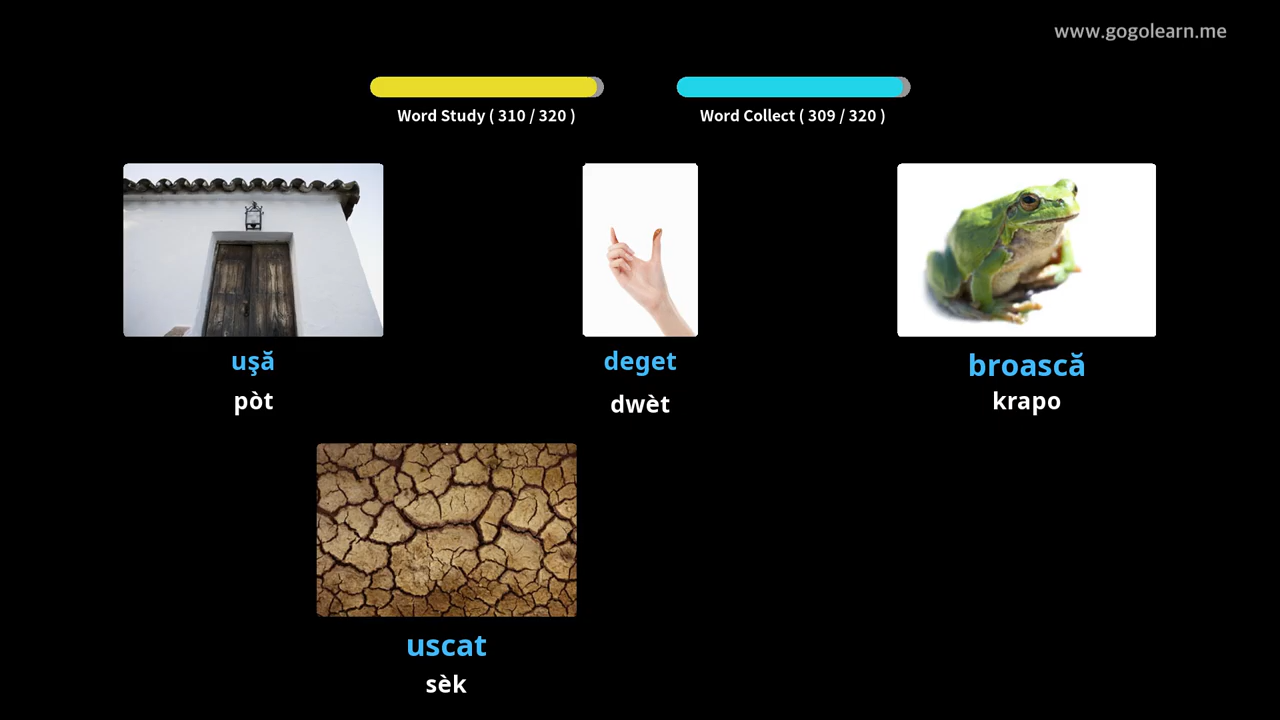 www.gogolearn.me
Word Study ( 310 / 320 )
Word Collect ( 309 / 320 )
uşă
deget
broască
pòt
dwèt
krapo
uscat
sèk